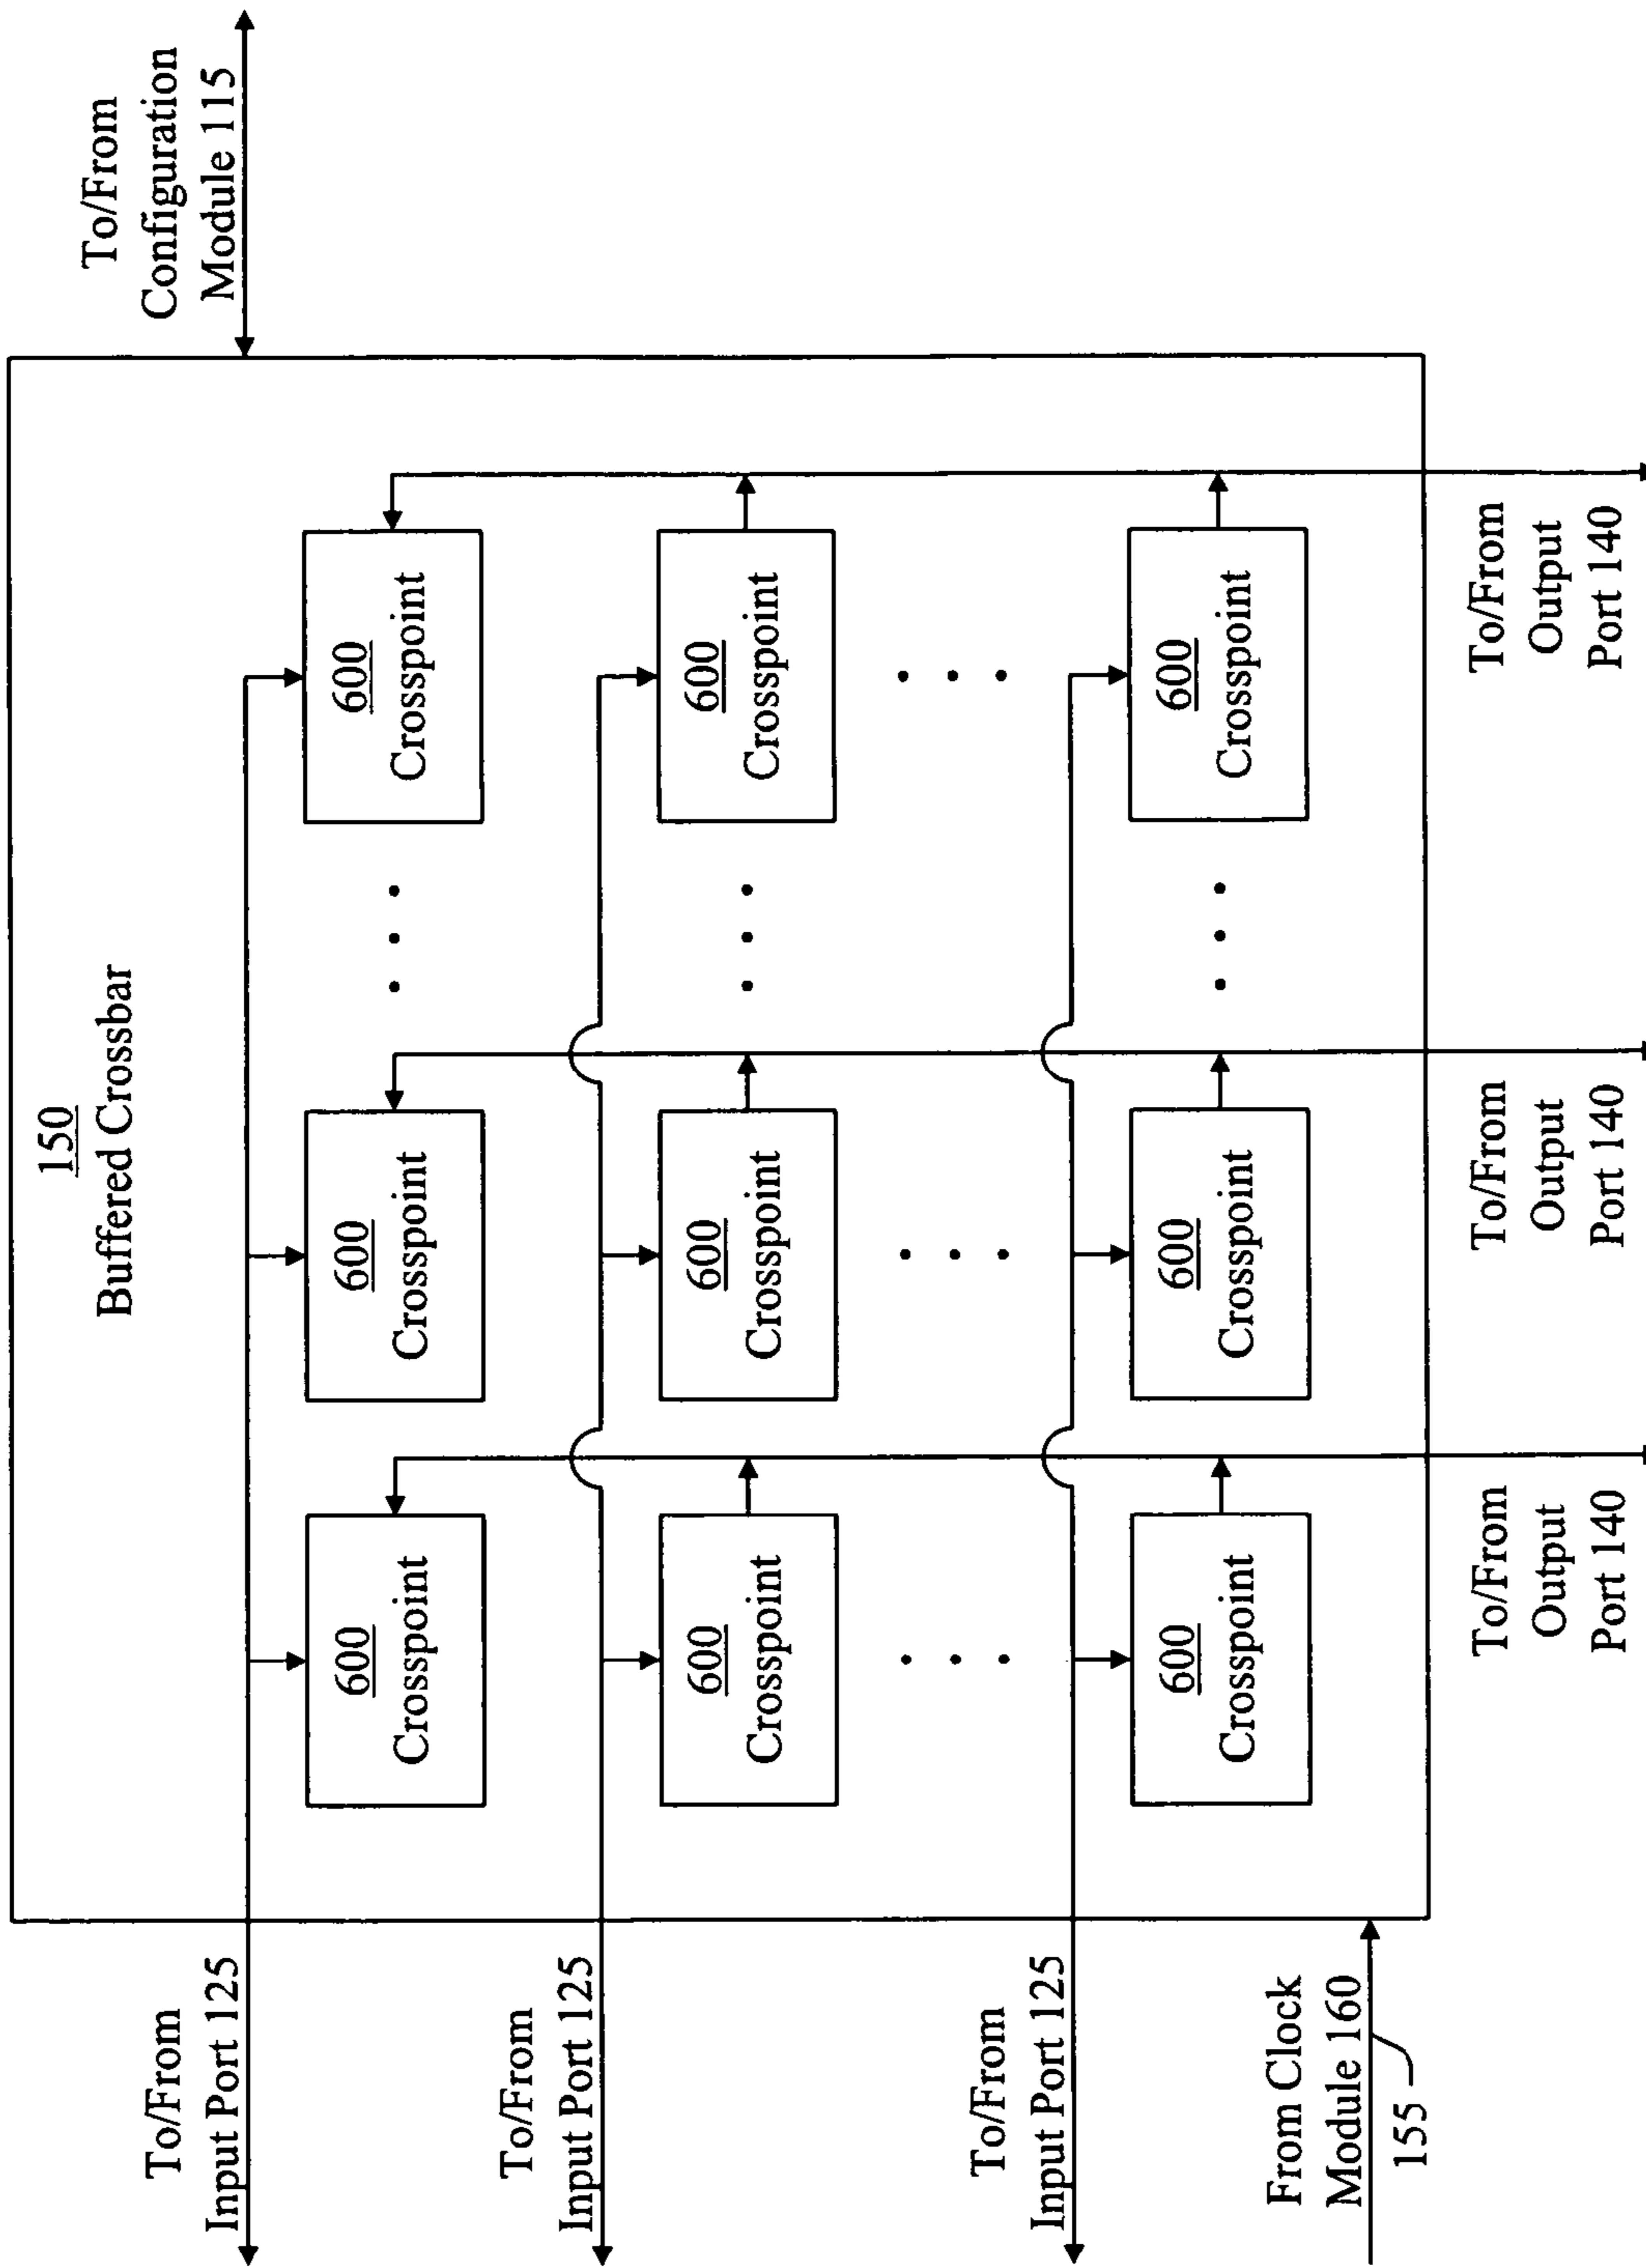 150
Buffered Crossbar
To/From
Configuration
Module 115
To/From
Input Port 125
600
Crosspoint
600
Crosspoint
600
Crosspoint
To/From
Input Port 125
600
Crosspoint
600
Crosspoint
600
Crosspoint
To/From
Input Port 125
600
Crosspoint
600
Crosspoint
600
Crosspoint
From Clock
Module 160
155
To/From
Output
Port 140
To/From
Output
Port 140
To/From
Output
Port 140